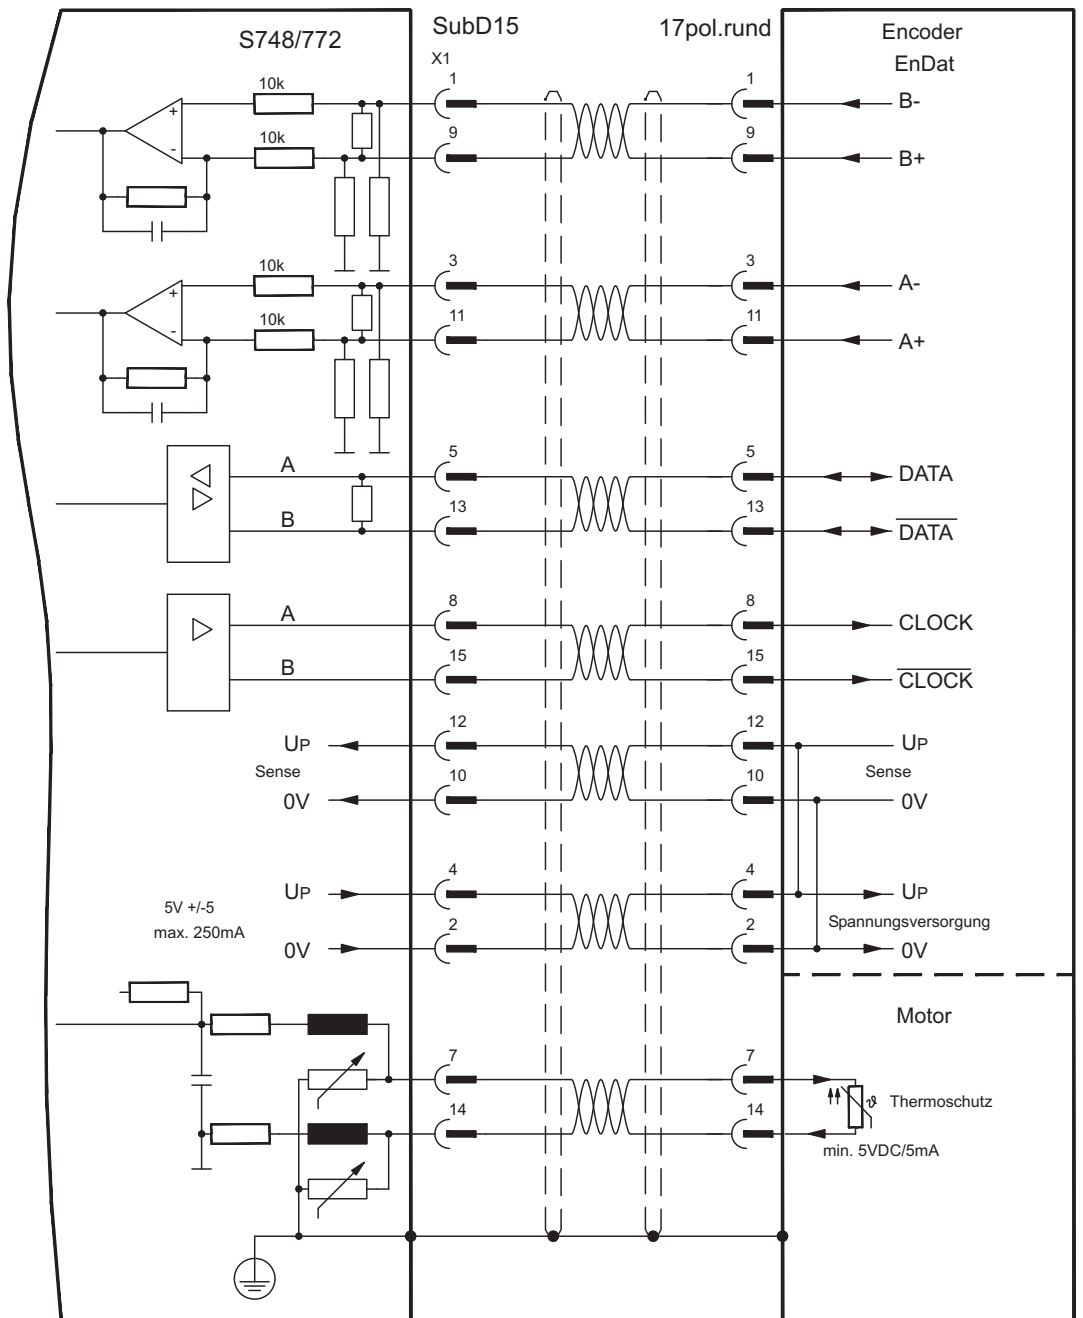 S748/772 SubD15 17pol.rund Encoder
EnDat
X1
10k 1 1 B-
+
10k 9 9 B+
-
10k 3 3 A-
+
10k 11 11 A+
-
A 5 5 DATA
B 13 13 DATA
A 8 8 CLOCK
B 15 15 CLOCK
UP 12 12 UP
Sense Sense
0V 10 10 0V
UP 4 4 UP
5V +/-5 Spannungsversorgung
max. 250mA
0V 2 2 0V
Motor
7 7
ϑ Thermoschutz
14 14
min. 5VDC/5mA